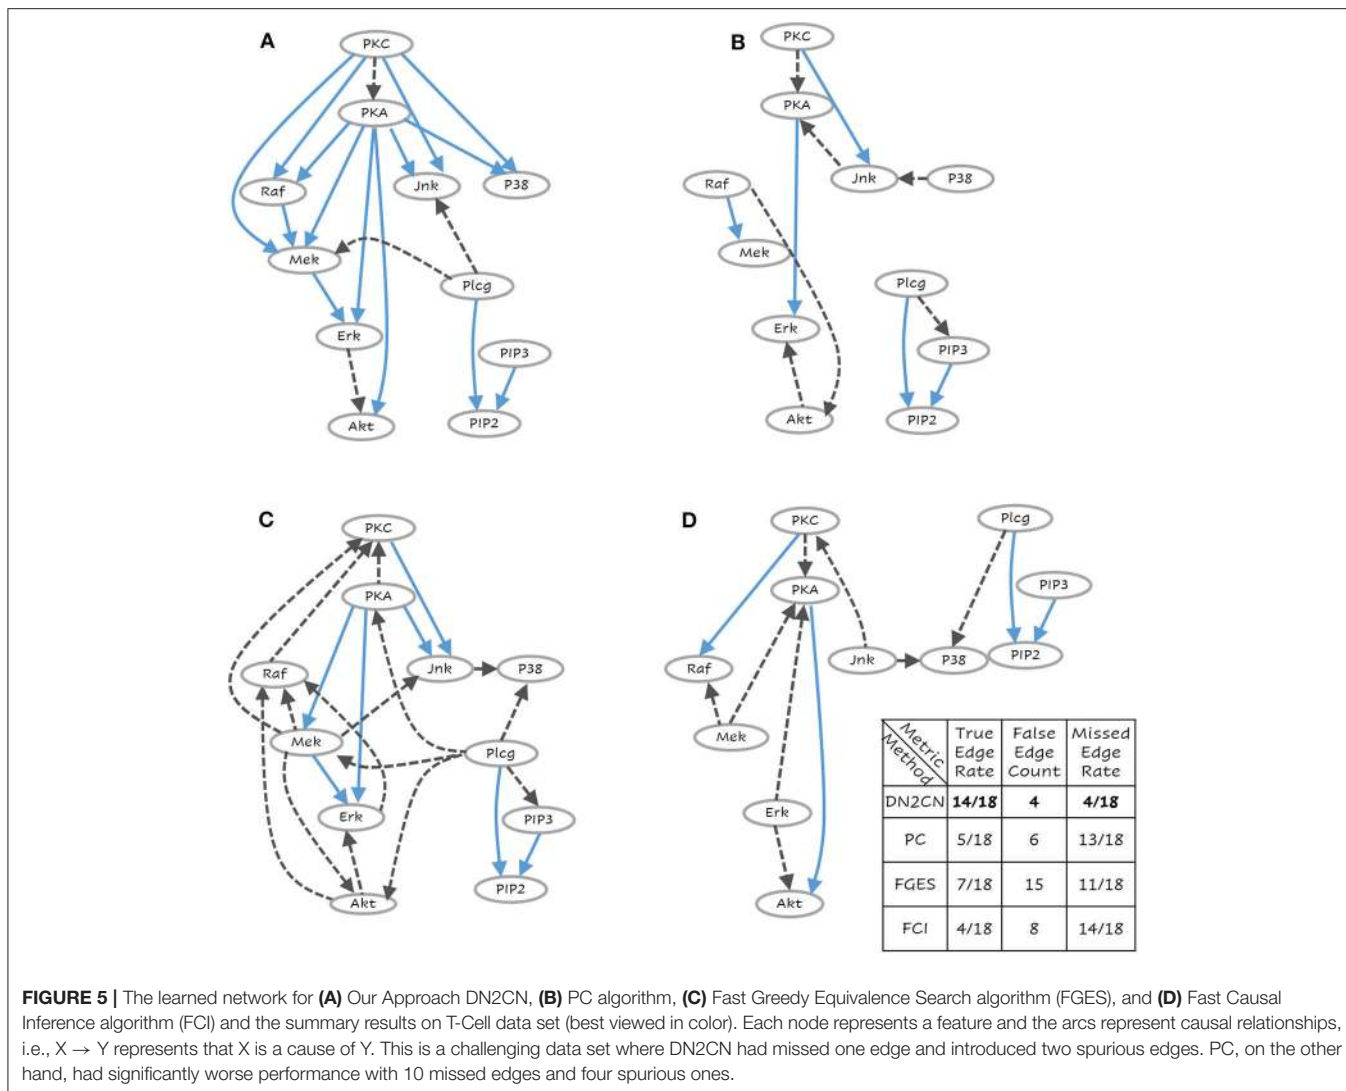 A
PKC
PKA
Raf
Jnk
P38
Mek
Plcg
Erk
PIP3
Akt
PIP2
B
PKC
PKA
Jnk
P38
Raf
Mek
Plcg
Erk
PIP3
Akt
PIP2
C
PKC
PKA
Raf
Jnk
P38
Mek
Plcg
Erk
PIP3
Akt
PIP2
D
PKC
Plcg
PKA
PIP3
Raf
Jnk
P38
PIP2
Mek
Erk
Akt
Metric
Method
True
Edge
Rate
False
Edge
Count
Missed
Edge
Rate
DN2CN 14/18 4 4/18
PC 5/18 6 13/18
FGES 7/18 15 11/18
FCI 4/18 8 14/18
FIGURE 5 | The learned network for (A) Our Approach DN2CN, (B) PC algorithm, (C) Fast Greedy Equivalence Search algorithm (FGES), and (D) Fast Causal
Inference algorithm (FCI) and the summary results on T-Cell data set (best viewed in color). Each node represents a feature and the arcs represent causal relationships,
i.e., X → Y represents that X is a cause of Y. This is a challenging data set where DN2CN had missed one edge and introduced two spurious edges. PC, on the other
hand, had significantly worse performance with 10 missed edges and four spurious ones.